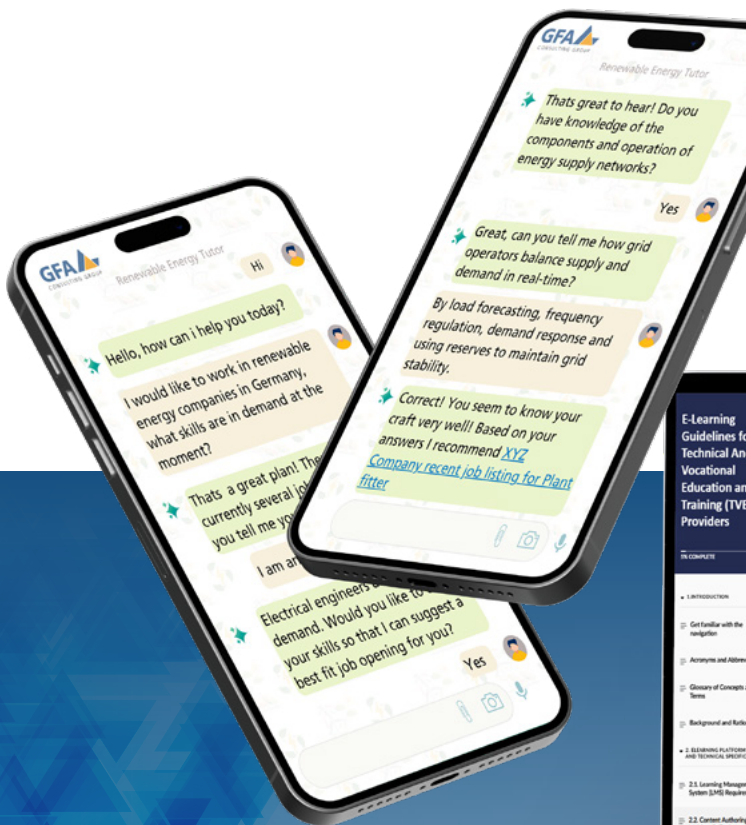 GFA
CONSULTING GROUP
Renewable Energy Tutor
Hi
Hello, how can i help you today?
I would like to work in renewable
energy companies in Germany,
what skills are in demand at the
moment?
Thats a great plan! The
currently several jo
you tell me yo
I am an
Electrical engineers a
demand. Would you like to
your skills so that I can suggest a
best fit job opening for you?
Yes
GFA
CONSULTING GROUP
Renewable Energy Tutor
Thats great to hear! Do you
have knowledge of the
components and operation of
energy supply networks?
Yes
Great, can you tell me how grid
operators balance supply and
demand in real-time?
By load forecasting, frequency
regulation, demand response and
using reserves to maintain grid
stability.
Correct! You seem to know your
craft very well! Based on your
answers I recommend XYZ
Company recent job listing for Plant
fitter
E-Learning
Guidelines fo
Technical And
Vocational
Education an
Training (TVE
Providers
COMPLETE
1.INTRODUCTION
Get familiar with the
navigation
Acronyms and Abbre
Glossary of Concepts
Terms
Background and Ratio
2. ELEARNING PLATFORM
AND TECHNICAL SPECIFIC
2.1. Learning Manage
System (LMS) Require
2.2. Content Authoring